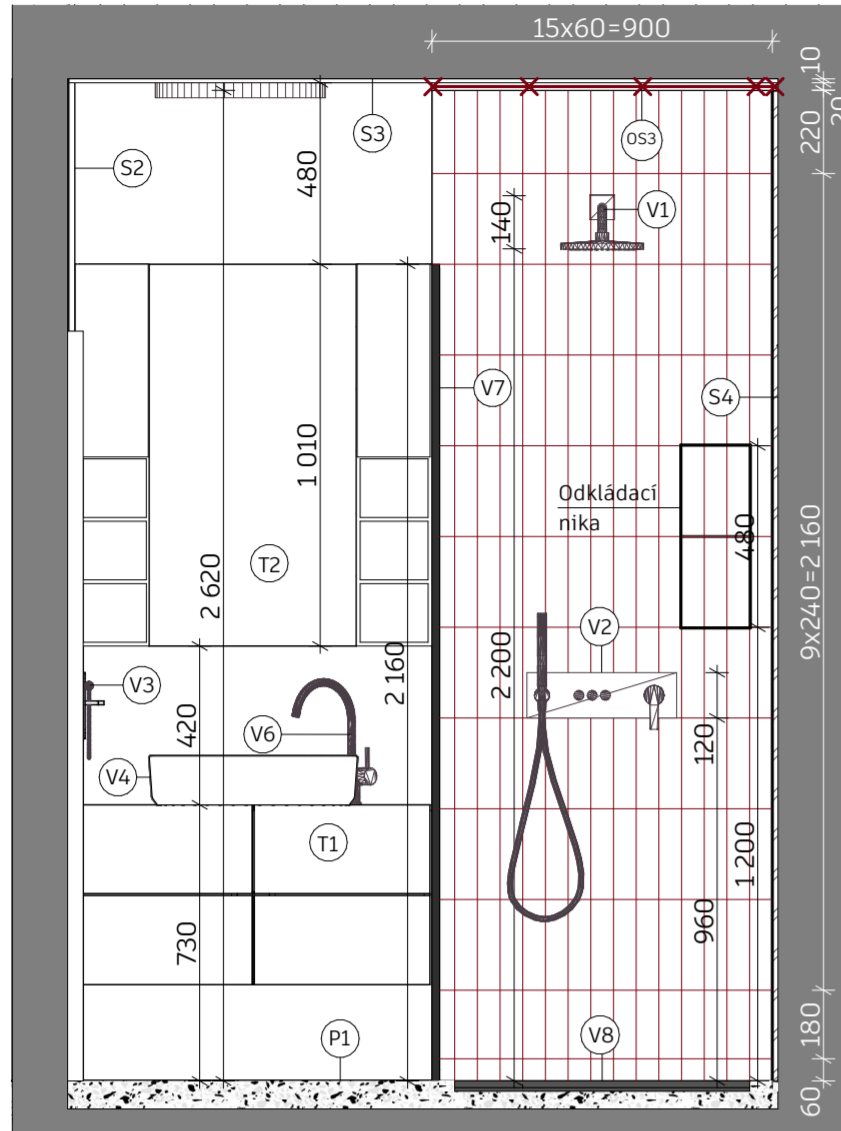 15x60=900
10
20
220
S3
OS3
S2
480
140
V1
V7
S4
1 010
Odkládací
nika
480
T2
2 620
9x240=2 160
V2
2 160
2 200
V3
420
V6
120
V4
T1
1 200
730
960
180
P1
V8
60